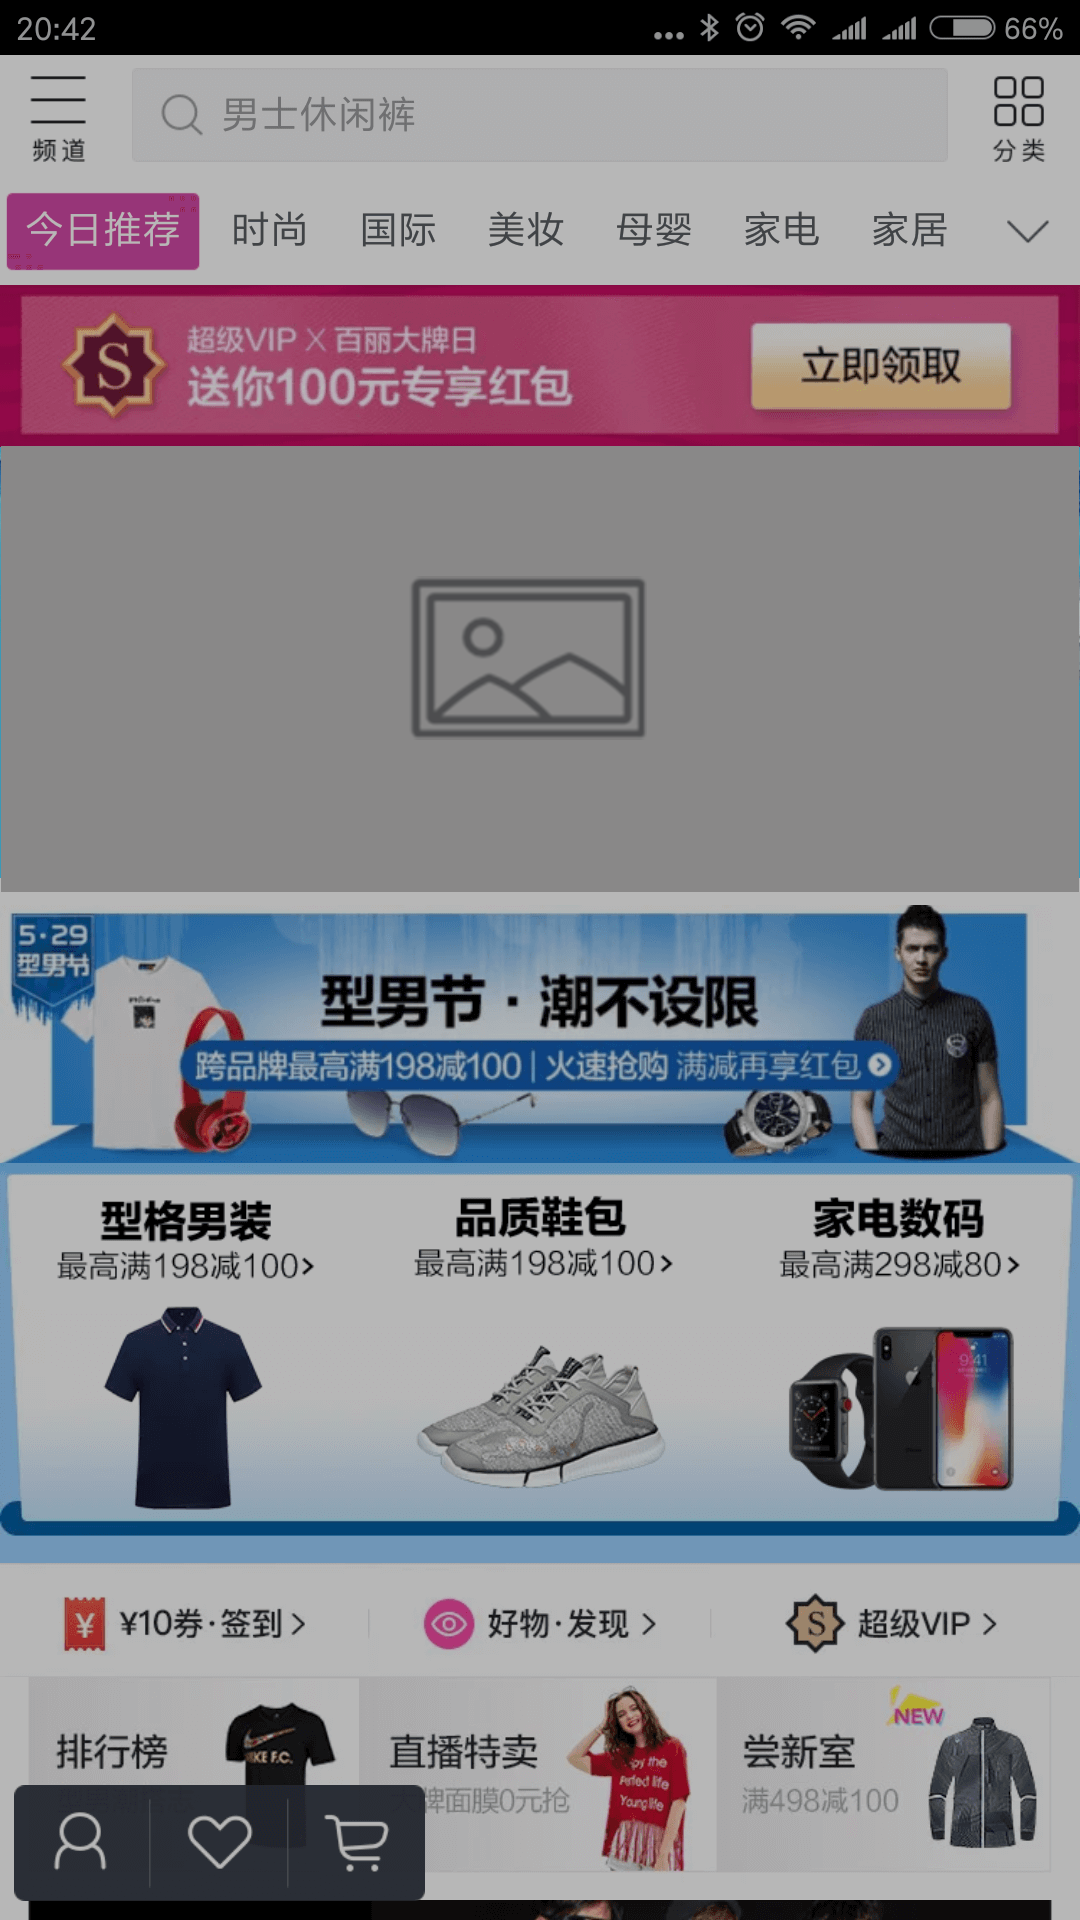 20:42
66%
频道
男士休闲裤
分类
今日推荐 时尚 国际 美妆 母婴 家电 家居
S
超级VIP X 百丽大牌日
送你100元专享红包
立即领取
5·29
型男节
型男节·潮不设限
跨品牌最高满198减100 | 火速抢购 满减再享红包
型格男装
最高满198减100>
品质鞋包
最高满198减100>
家电数码
最高满298减80>
9:41
¥ ¥10券·签到 >
好物·发现 >
S 超级VIP >
排行榜
直播特卖
牌面膜0元抢
Perfect life
Young life
尝新室
满498减100
NEW